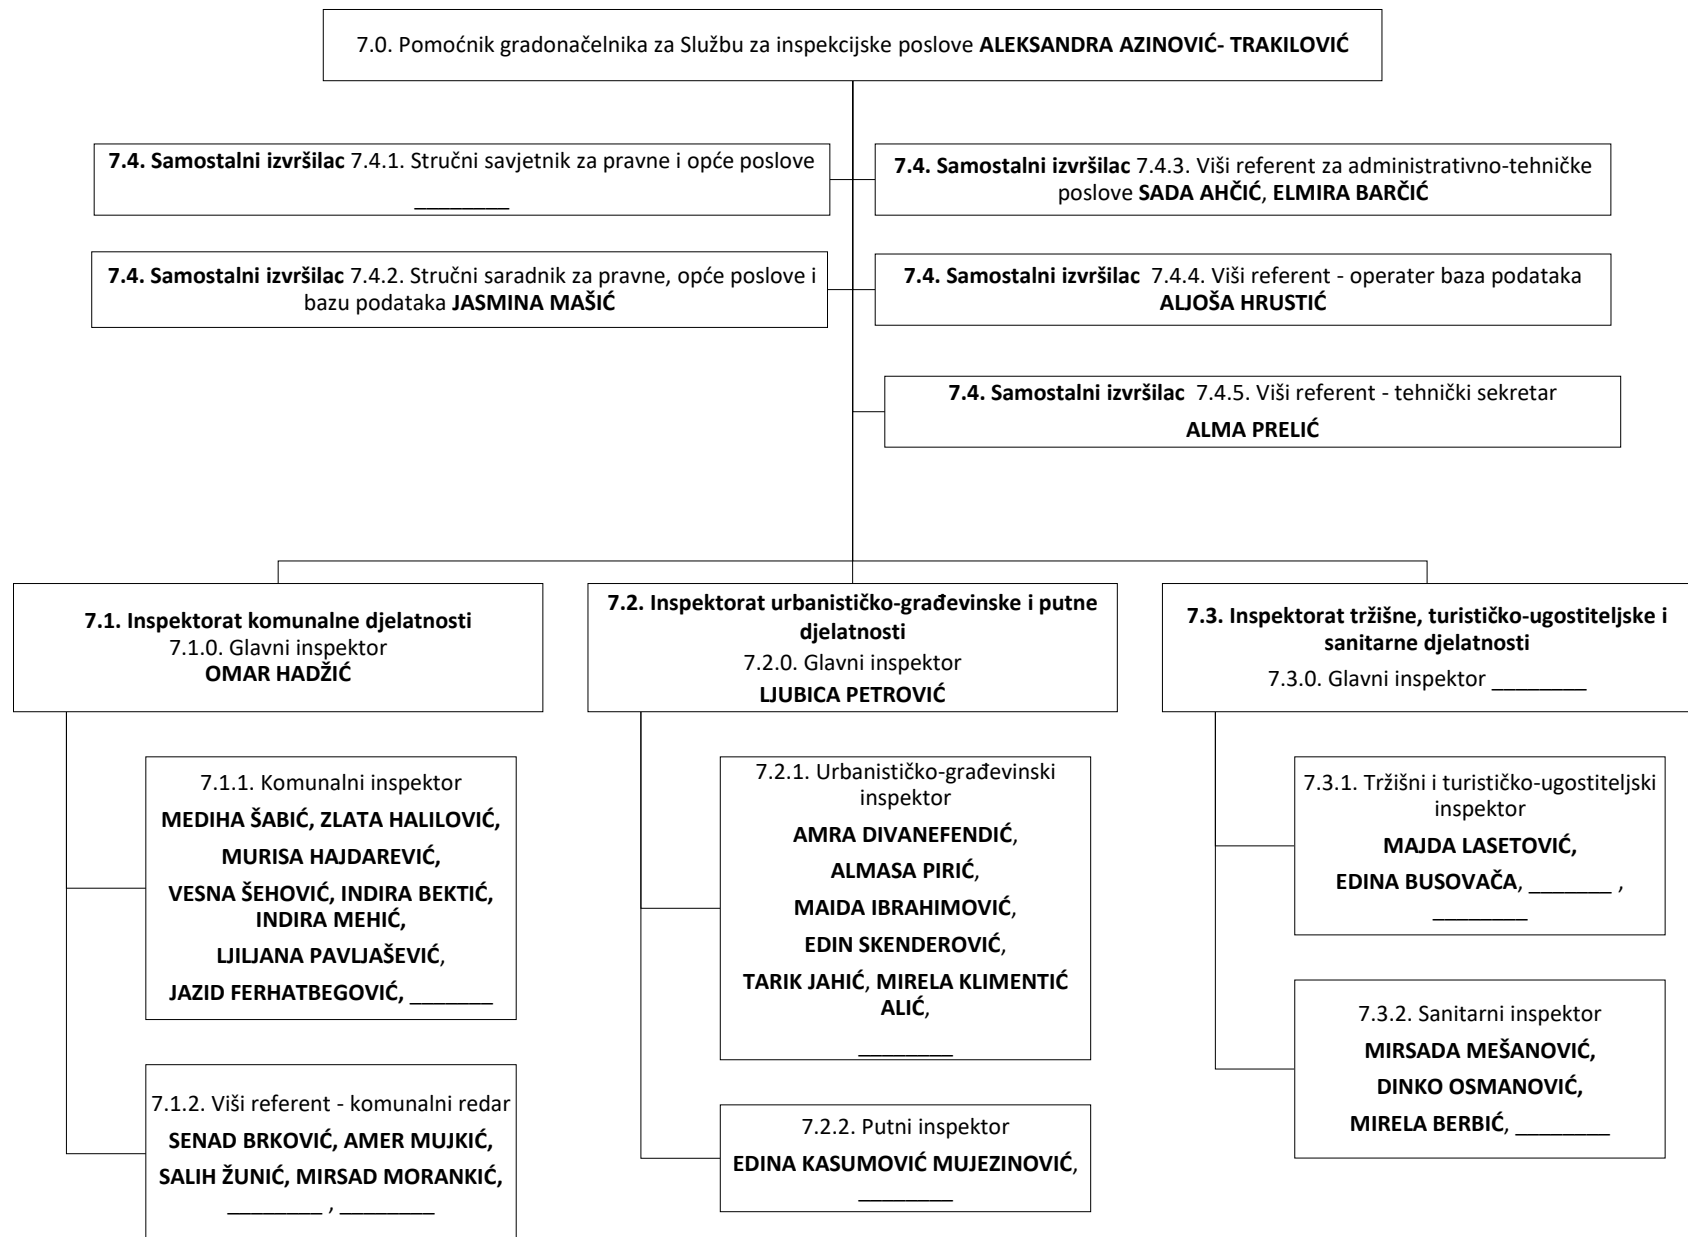 7.0. Pomoćnik gradonačelnika za Službu za inspekcijske poslove ALEKSANDRA AZINOVIĆ- TRAKILOVIĆ
7.4. Samostalni izvršilac 7.4.1. Stručni savjetnik za pravne i opće poslove
________
7.4. Samostalni izvršilac 7.4.3. Viši referent za administrativno-tehničke
poslove SADA AHČIĆ, ELMIRA BARČIĆ
7.4. Samostalni izvršilac 7.4.2. Stručni saradnik za pravne, opće poslove i
bazu podataka JASMINA MAŠIĆ
7.4. Samostalni izvršilac 7.4.4. Viši referent - operater baza podataka
ALJOŠA HRUSTIĆ
7.4. Samostalni izvršilac 7.4.5. Viši referent - tehnički sekretar
ALMA PRELIĆ
7.1. Inspektorat komunalne djelatnosti
7.1.0. Glavni inspektor
OMAR HADŽIĆ
7.2. Inspektorat urbanističko-građevinske i putne
djelatnosti
7.2.0. Glavni inspektor
LJUBICA PETROVIĆ
7.3. Inspektorat tržišne, turističko-ugostiteljske i
sanitarne djelatnosti
7.3.0. Glavni inspektor ________
7.1.1. Komunalni inspektor
MEDIHA ŠABIĆ, ZLATA HALILOVIĆ,
MURISA HAJDAREVIĆ,
VESNA ŠEHOVIĆ, INDIRA BEKTIĆ,
INDIRA MEHIĆ,
LJILJANA PAVLJAŠEVIĆ,
JAZID FERHATBEGOVIĆ, _______
7.1.2. Viši referent - komunalni redar
SENAD BRKOVIĆ, AMER MUJKIĆ,
SALIH ŽUNIĆ, MIRSAD MORANKIĆ,
________ , ________
7.2.1. Urbanističko-građevinski
inspektor
AMRA DIVANEFENDIĆ,
ALMASA PIRIĆ,
MAIDA IBRAHIMOVIĆ,
EDIN SKENDEROVIĆ,
TARIK JAHIĆ, MIRELA KLIMENTIĆ
ALIĆ,
________
7.2.2. Putni inspektor
EDINA KASUMOVIĆ MUJEZINOVIĆ,
________
7.3.1. Tržišni i turističko-ugostiteljski
inspektor
MAJDA LASETOVIĆ,
EDINA BUSOVAČA, _______ ,
________
7.3.2. Sanitarni inspektor
MIRSADA MEŠANOVIĆ,
DINKO OSMANOVIĆ,
MIRELA BERBIĆ, ________